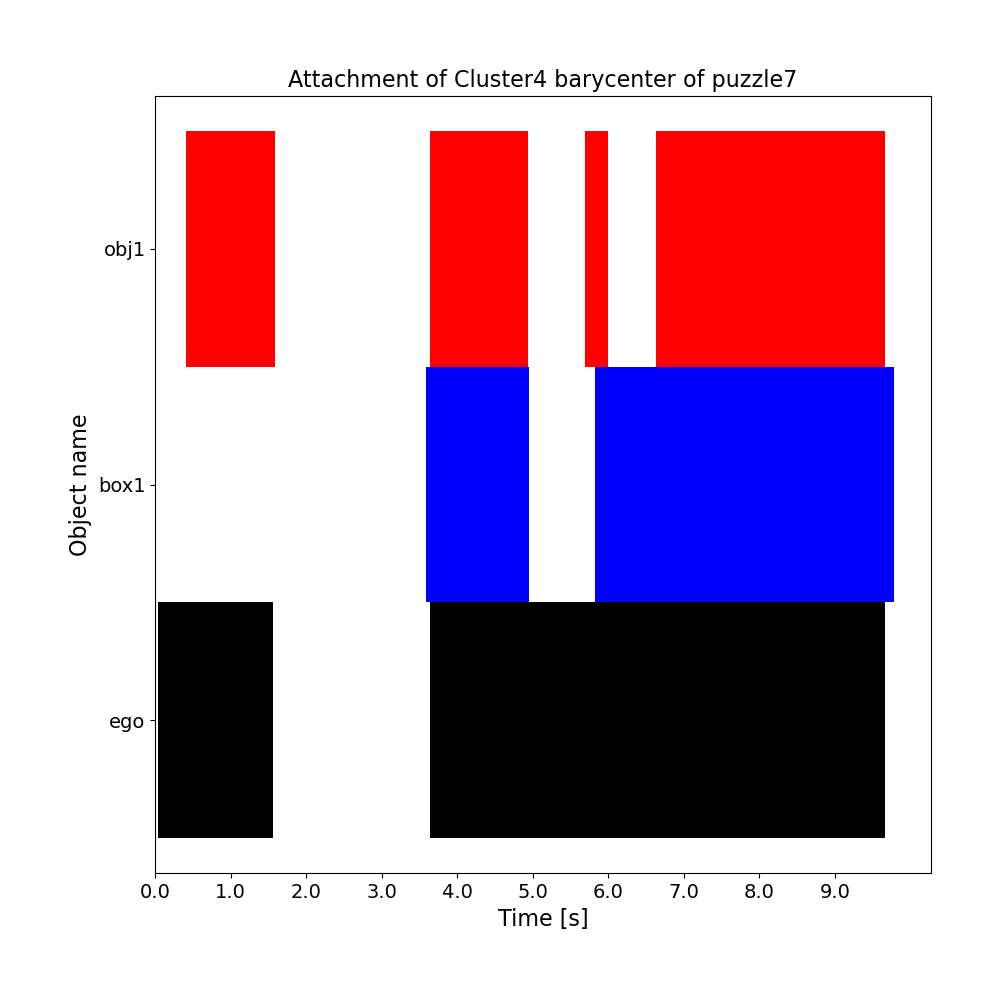 Attachment of Cluster4 barycenter of puzzle7
obj1
box1
ego
Object name
0.0 1.0 2.0 3.0 4.0 5.0 6.0 7.0 8.0 9.0
Time [s]